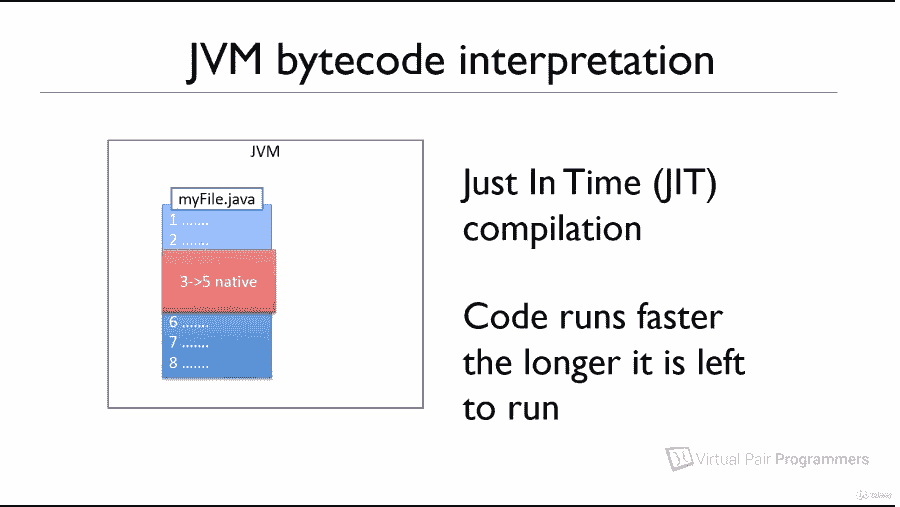 JVM bytecode interpretation
JVM
myFile.java
1 .......
2 .......
3->5 native
6 .......
7 .......
8 .......
Just In Time (JIT)
compilation
Code runs faster
the longer it is left
to run
Virtual Pair Programmers